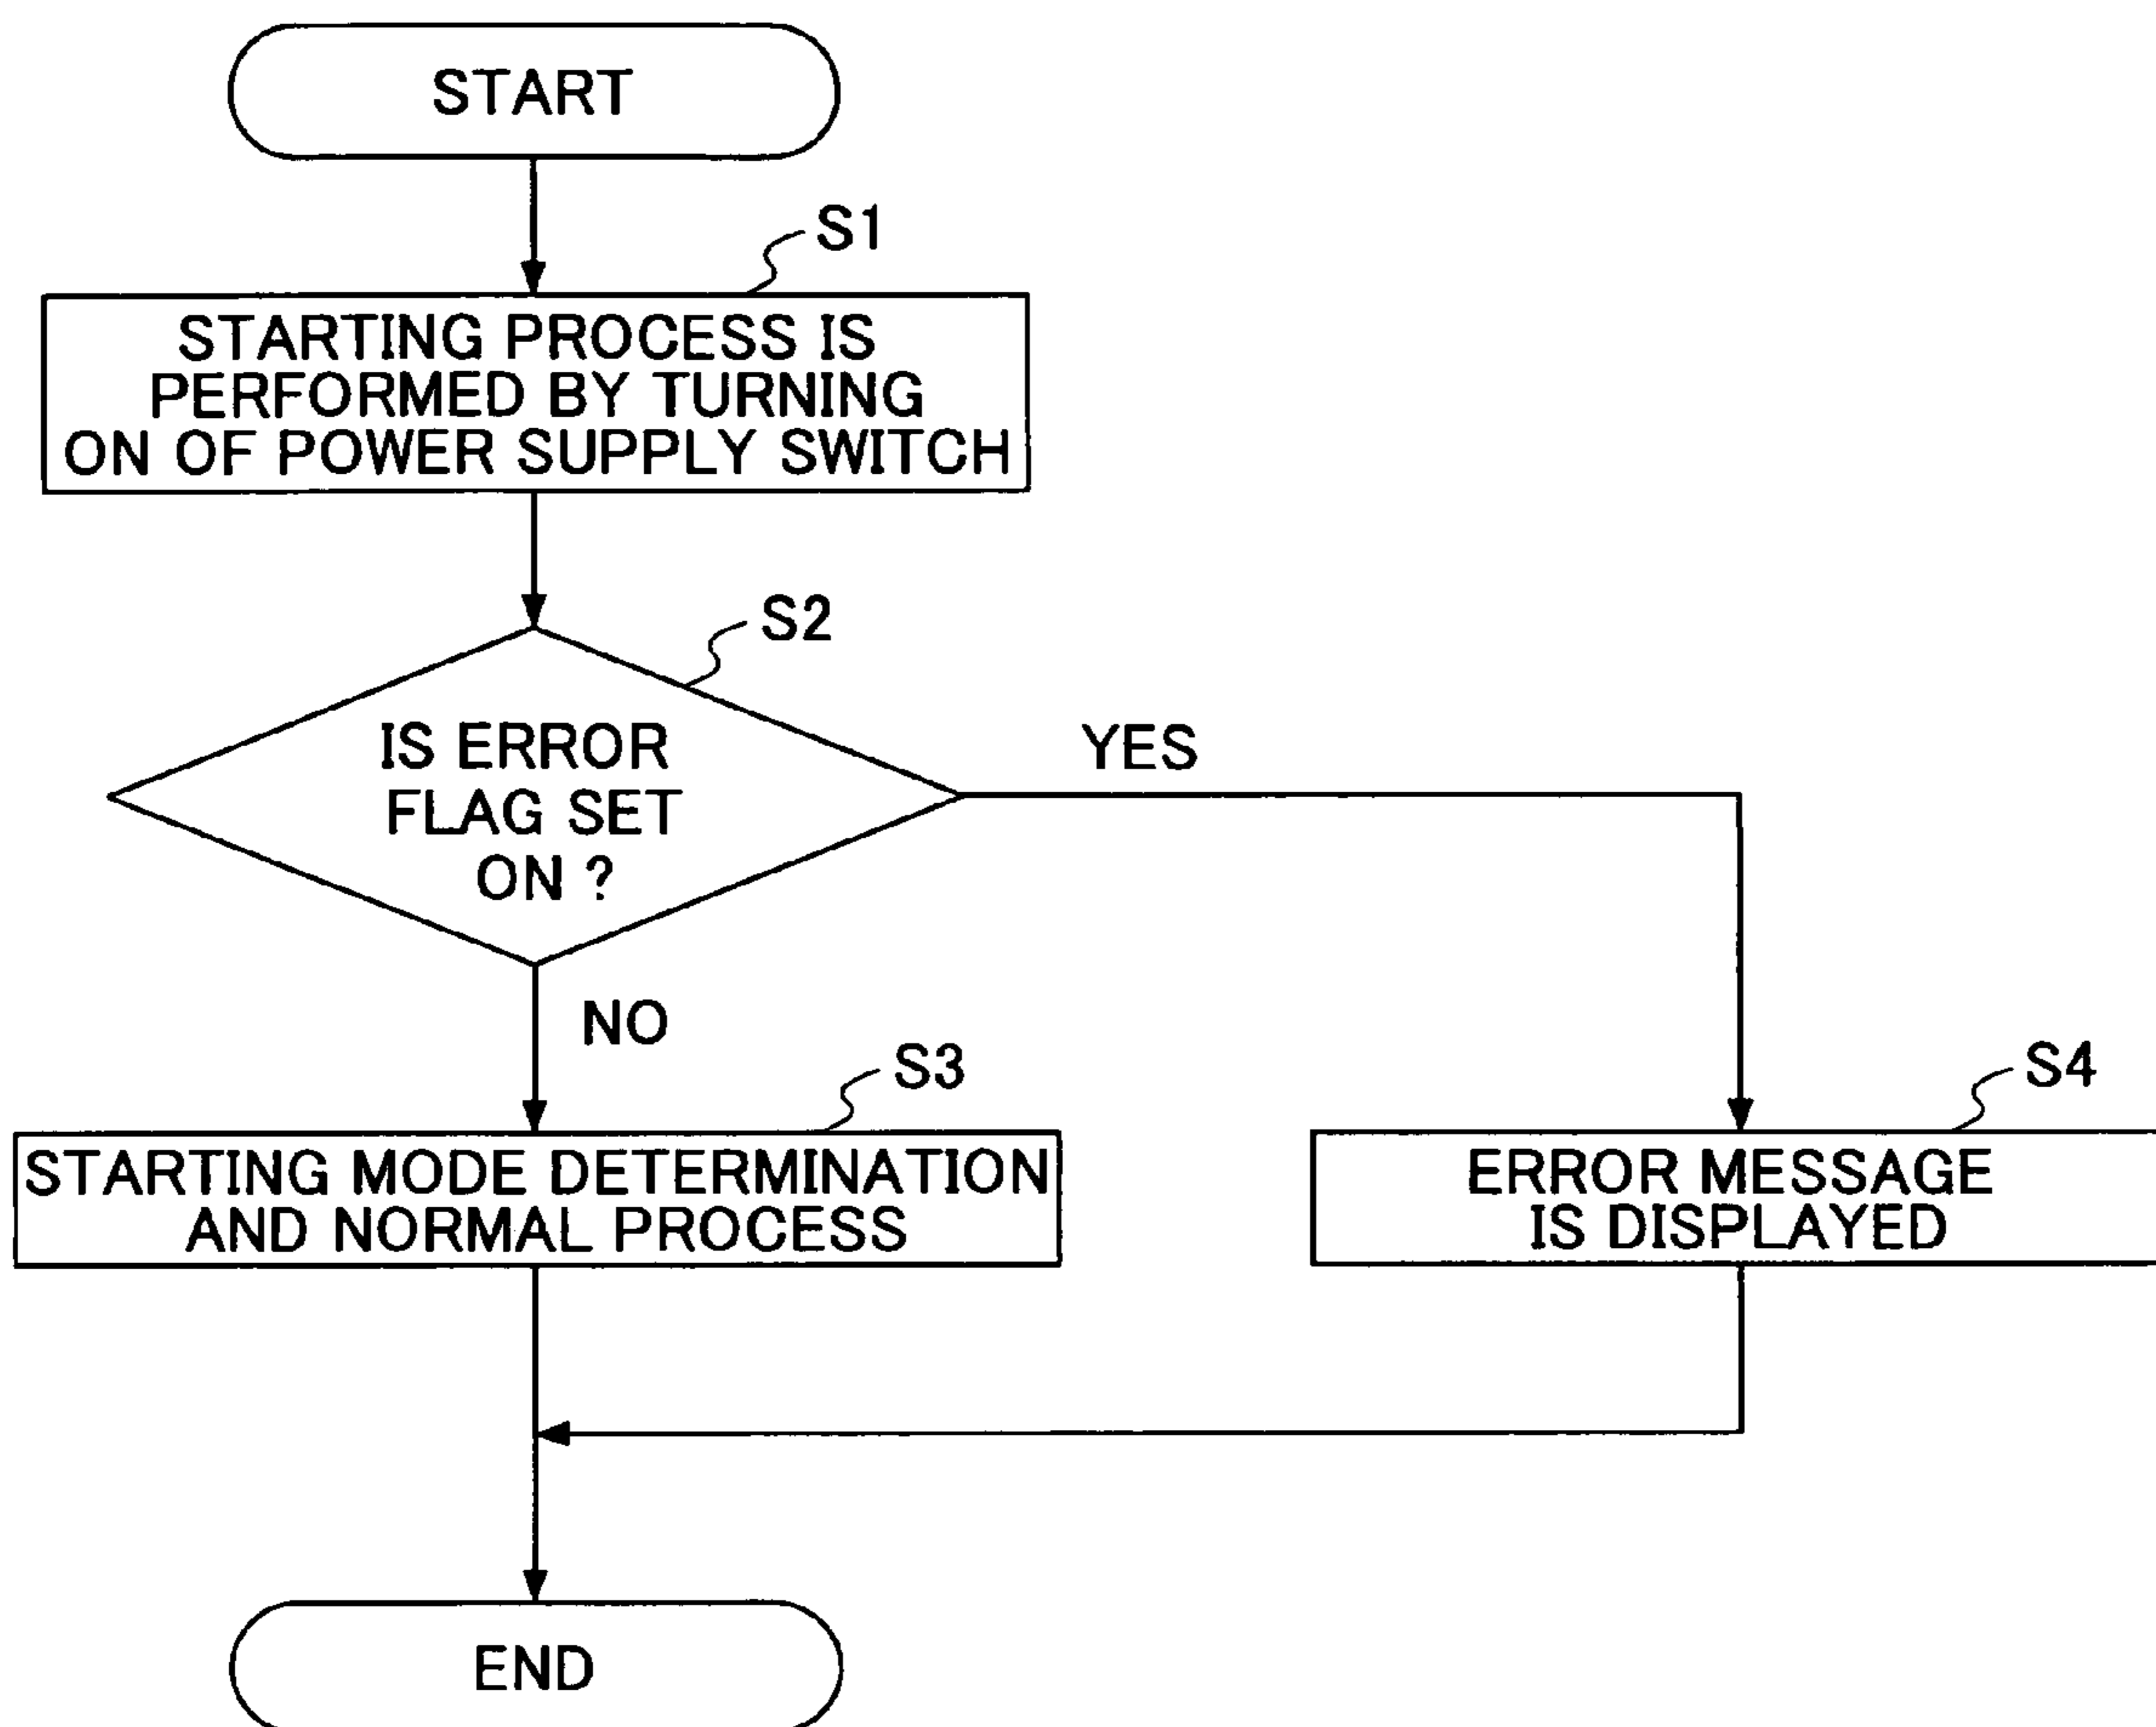 START
S1
STARTING PROCESS IS
PERFORMED BY TURNING
ON OF POWER SUPPLY SWITCH
S2
IS ERROR
FLAG SET
ON ?
YES
NO
S3
STARTING MODE DETERMINATION
AND NORMAL PROCESS
S4
ERROR MESSAGE
IS DISPLAYED
END